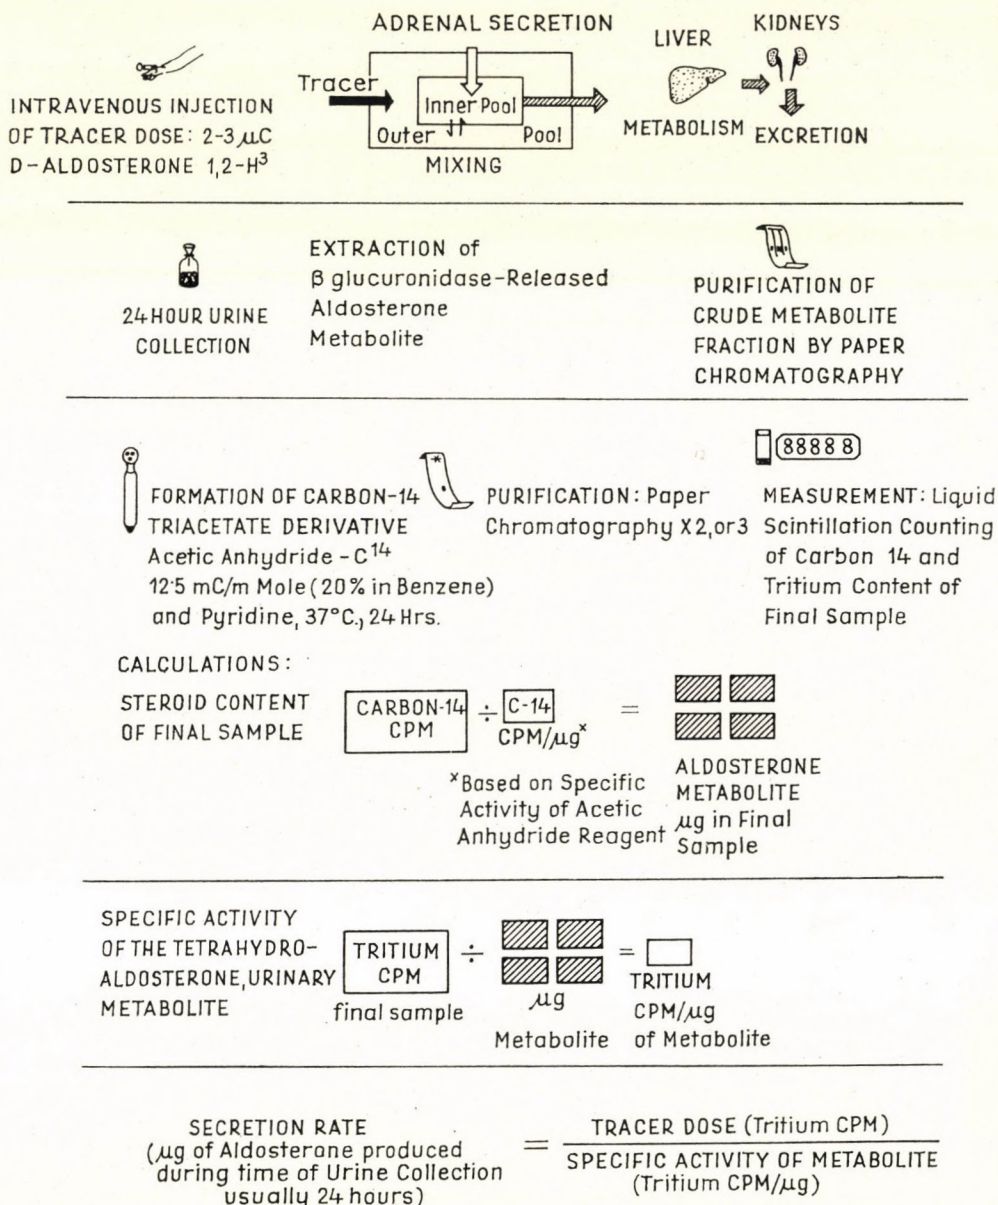 INTRAVENOUS INJECTION
OF TRACER DOSE: 2-3 μC
D-ALDOSTERONE 1,2-H³
ADRENAL SECRETION
Tracer
Inner Pool
Outer Pool
MIXING
LIVER
METABOLISM
KIDNEYS
EXCRETION
24 HOUR URINE
COLLECTION
EXTRACTION of
β glucuronidase-Released
Aldosterone
Metabolite
PURIFICATION OF
CRUDE METABOLITE
FRACTION BY PAPER
CHROMATOGRAPHY
FORMATION OF CARBON-14
TRIACETATE DERIVATIVE
Acetic Anhydride - C¹⁴
12·5 mC/m Mole (20% in Benzene)
and Pyridine, 37°C., 24 Hrs.
PURIFICATION: Paper
Chromatography X2, or3
88888
MEASUREMENT: Liquid
Scintillation Counting
of Carbon 14 and
Tritium Content of
Final Sample
CALCULATIONS:
STEROID CONTENT
OF FINAL SAMPLE
CARBON-14
CPM
÷
C-14
CPM/μgˣ
=
ˣBased on Specific
Activity of Acetic
Anhydride Reagent
ALDOSTERONE
METABOLITE
μg in Final
Sample
SPECIFIC ACTIVITY
OF THE TETRAHYDRO-
ALDOSTERONE, URINARY
METABOLITE
TRITIUM
CPM
final sample
÷
μg
Metabolite
=
TRITIUM
CPM/μg
of Metabolite
SECRETION RATE
(μg of Aldosterone produced
during time of Urine Collection
usually 24 hours)
=
TRACER DOSE (Tritium CPM)
SPECIFIC ACTIVITY OF METABOLITE
(Tritium CPM/μg)